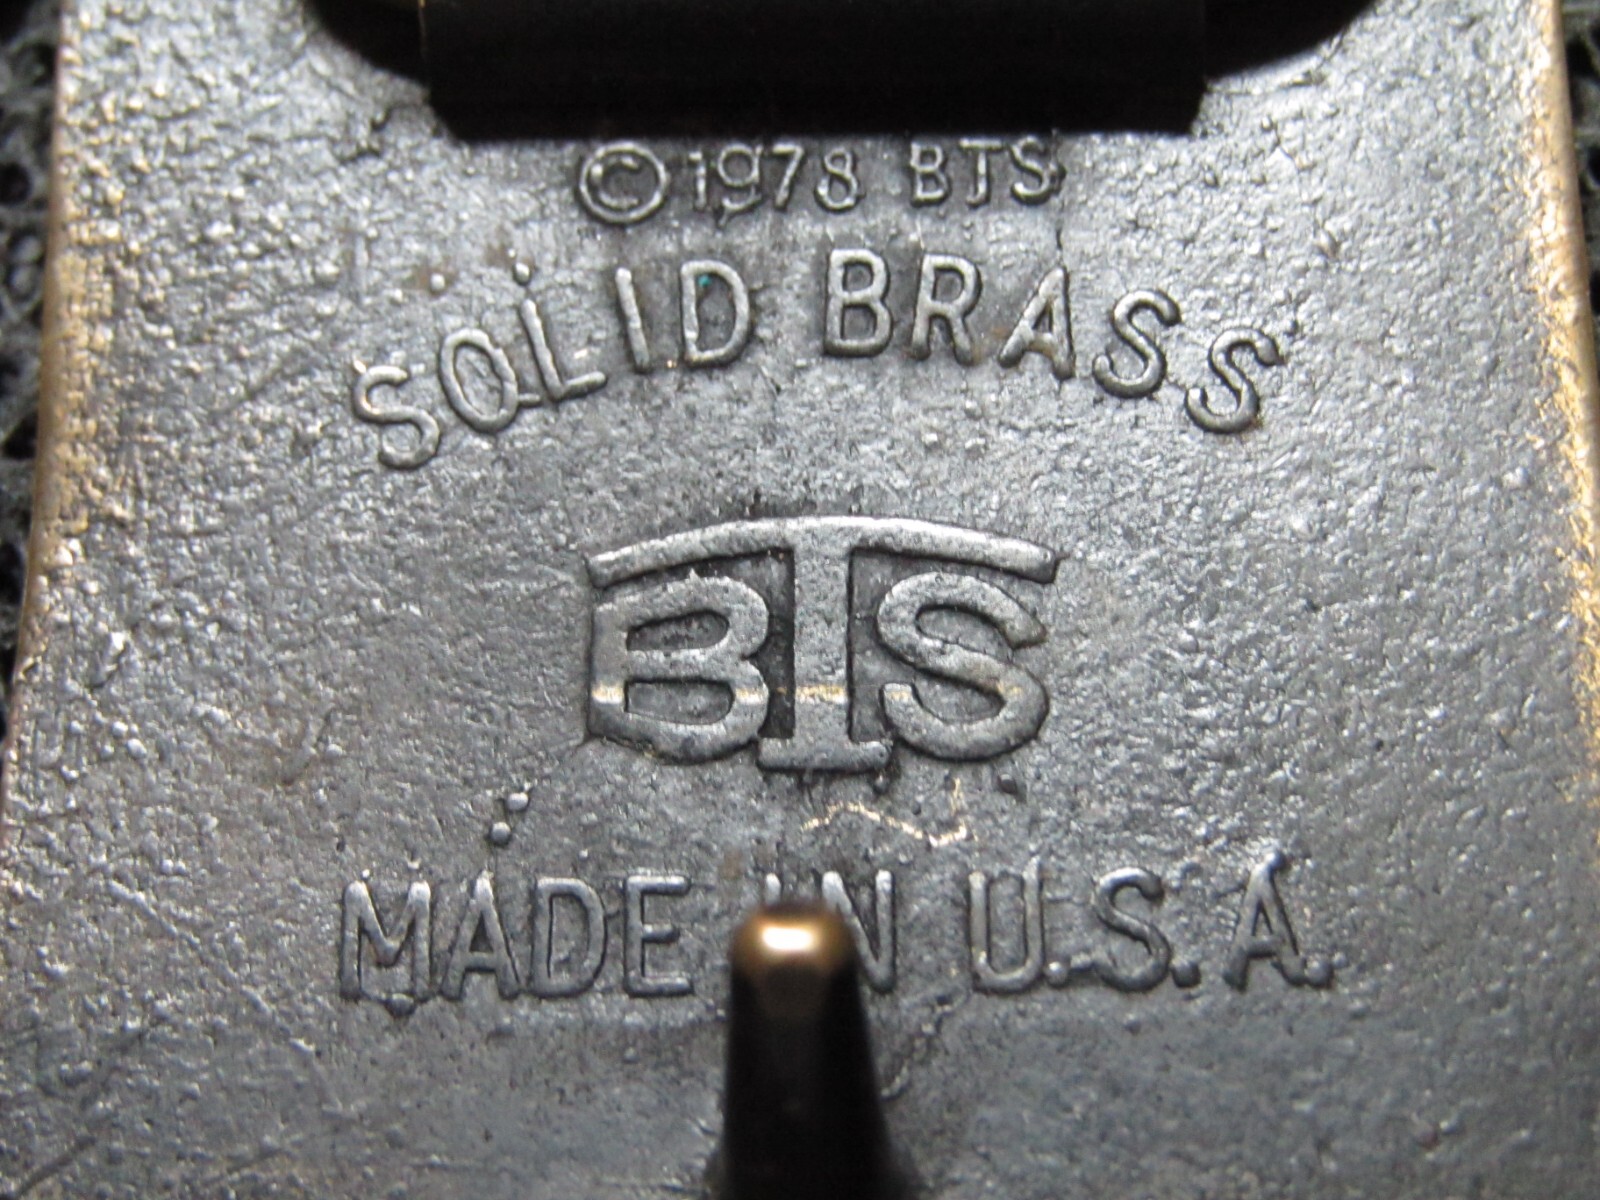 ©1978 BTS
SOLID BRASS
BTS
MADE IN U.S.A.